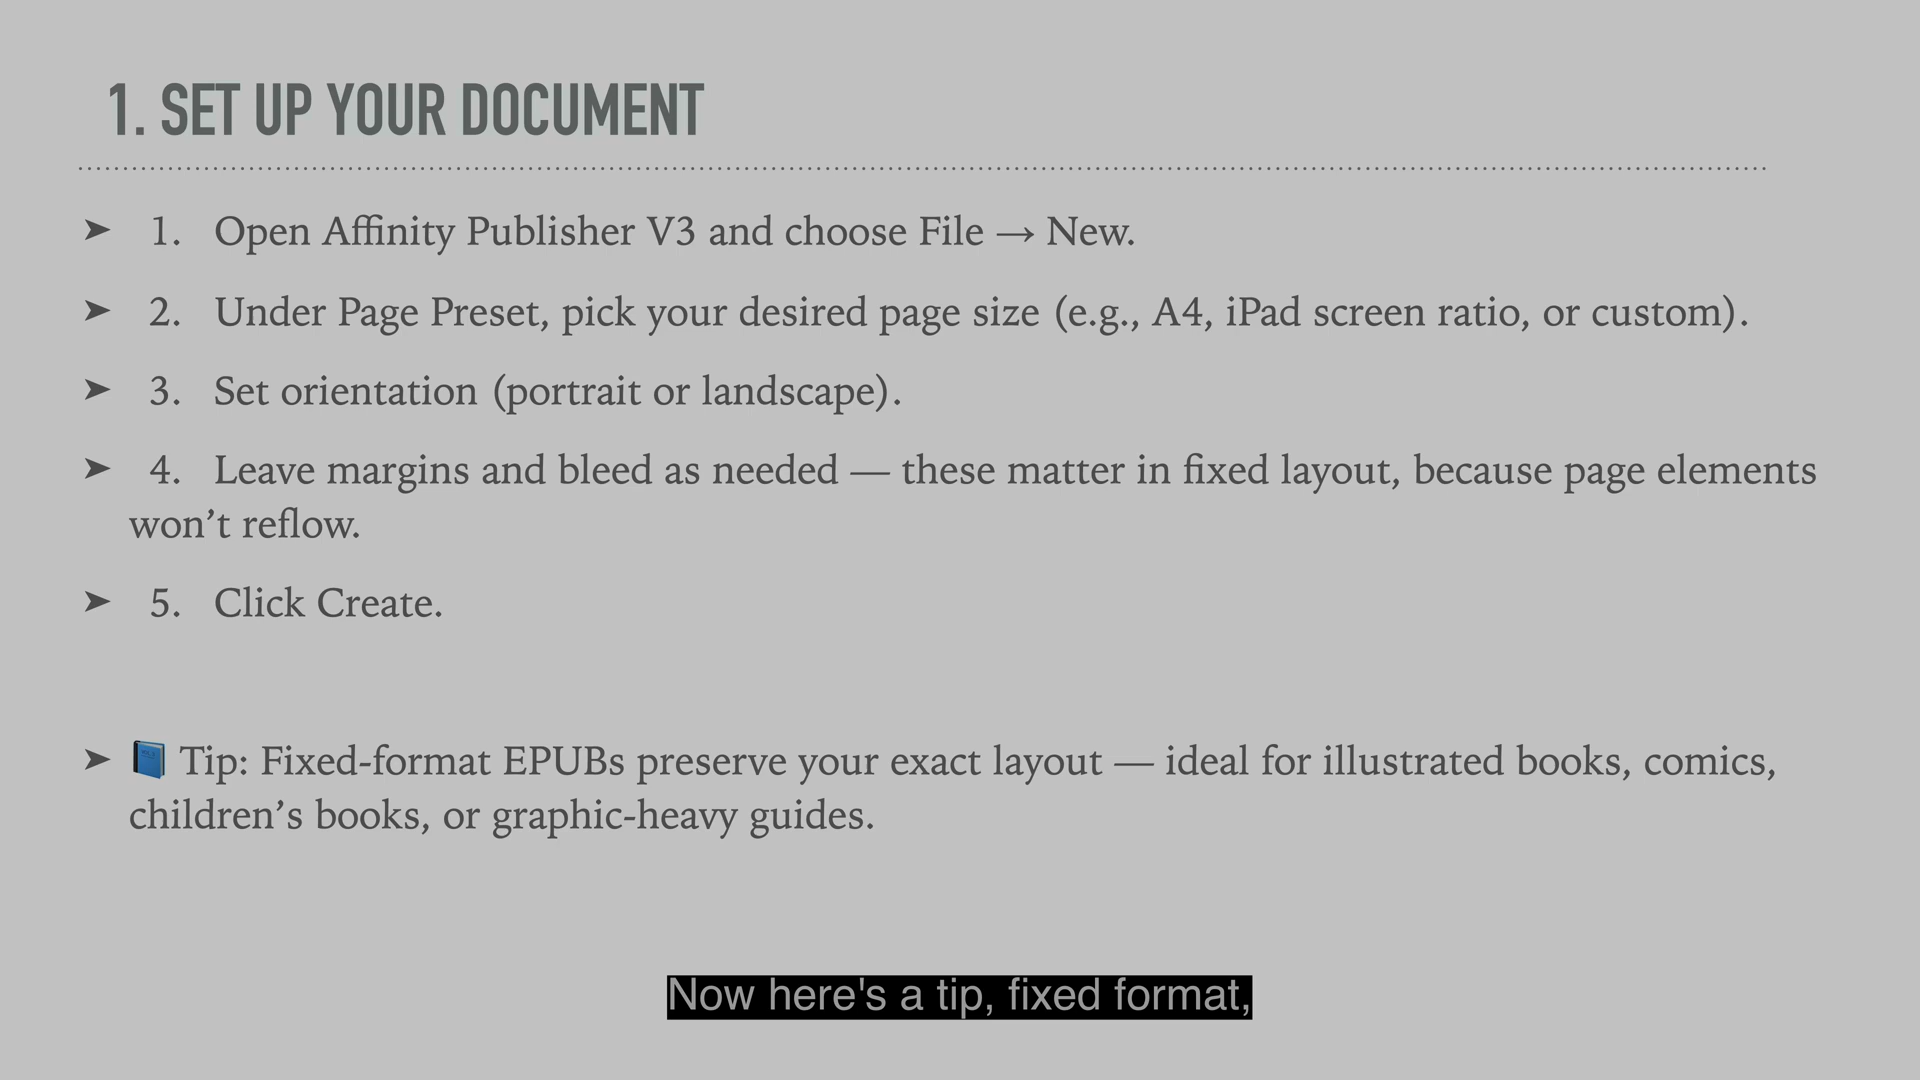 1. SET UP YOUR DOCUMENT
➤ 1. Open Affinity Publisher V3 and choose File → New.
➤ 2. Under Page Preset, pick your desired page size (e.g., A4, iPad screen ratio, or custom).
➤ 3. Set orientation (portrait or landscape).
➤ 4. Leave margins and bleed as needed — these matter in fixed layout, because page elements
won’t reflow.
➤ 5. Click Create.
➤ 📘 Tip: Fixed-format EPUBs preserve your exact layout — ideal for illustrated books, comics,
children’s books, or graphic-heavy guides.
Now here's a tip, fixed format,